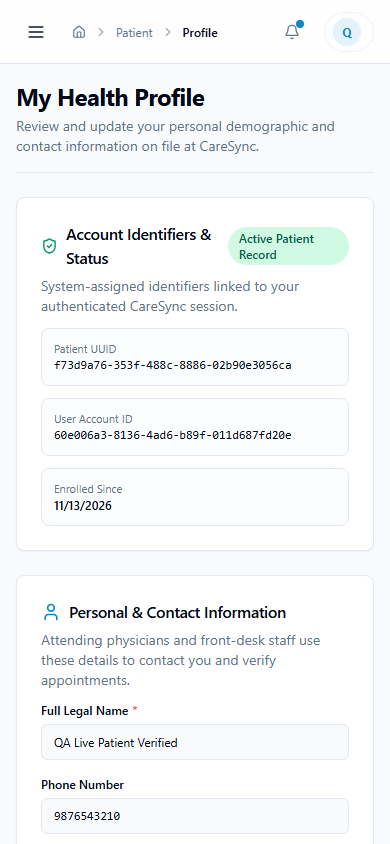 Patient
Profile
Q
My Health Profile
Review and update your personal demographic and
contact information on file at CareSync.
Account Identifiers &
Status
Active Patient
Record
System-assigned identifiers linked to your
authenticated CareSync session.
Patient UUID
f73d9a76-353f-488c-8886-02b90e3056ca
User Account ID
60e006a3-8136-4ad6-b89f-011d687fd20e
Enrolled Since
11/13/2026
Personal & Contact Information
Attending physicians and front-desk staff use
these details to contact you and verify
appointments.
Full Legal Name *
QA Live Patient Verified
Phone Number
9876543210